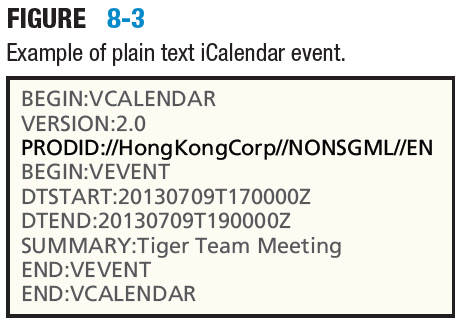 FIGURE 8-3
Example of plain text iCalendar event.
BEGIN:VCALENDAR
VERSION:2.0
PRODID://HongKongCorp//NONSGML//EN
BEGIN:VEVENT
DTSTART:20130709T170000Z
DTEND:20130709T190000Z
SUMMARY:Tiger Team Meeting
END:VEVENT
END:VCALENDAR